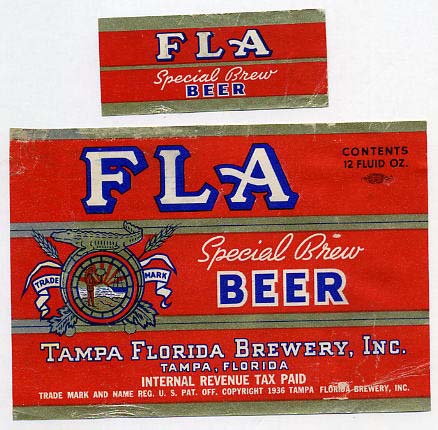 FLA
Special Brew
BEER
FLA
CONTENTS
12 FLUID OZ.
Special Brew
BEER
TRADE MARK
TAMPA FLORIDA BREWERY, INC.
TAMPA, FLORIDA
INTERNAL REVENUE TAX PAID
TRADE MARK AND NAME REG. U. S. PAT. OFF. COPYRIGHT 1936 TAMPA FLORIDA BREWERY, INC.